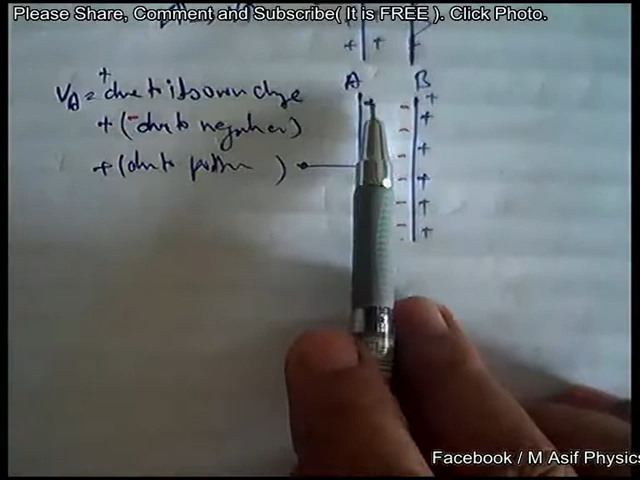 Please Share, Comment and Subscribe( It is FREE ). Click Photo.
+ +
+
A B
V_A = + due to its own charge
+ (- due to negative)
+ (due to positive )
- +
- +
- +
- +
- +
- +
Facebook / M Asif Physics